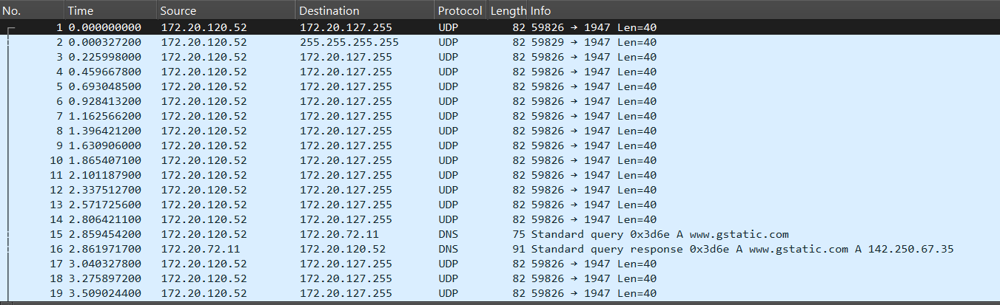 No. Time Source Destination Protocol Length Info
1 0.000000000 172.20.120.52 172.20.127.255 UDP 82 59826 → 1947 Len=40
2 0.000327200 172.20.120.52 255.255.255.255 UDP 82 59829 → 1947 Len=40
3 0.225998000 172.20.120.52 172.20.127.255 UDP 82 59826 → 1947 Len=40
4 0.459667800 172.20.120.52 172.20.127.255 UDP 82 59826 → 1947 Len=40
5 0.693048500 172.20.120.52 172.20.127.255 UDP 82 59826 → 1947 Len=40
6 0.928413200 172.20.120.52 172.20.127.255 UDP 82 59826 → 1947 Len=40
7 1.162566200 172.20.120.52 172.20.127.255 UDP 82 59826 → 1947 Len=40
8 1.396421200 172.20.120.52 172.20.127.255 UDP 82 59826 → 1947 Len=40
9 1.630906000 172.20.120.52 172.20.127.255 UDP 82 59826 → 1947 Len=40
10 1.865407100 172.20.120.52 172.20.127.255 UDP 82 59826 → 1947 Len=40
11 2.101187900 172.20.120.52 172.20.127.255 UDP 82 59826 → 1947 Len=40
12 2.337512700 172.20.120.52 172.20.127.255 UDP 82 59826 → 1947 Len=40
13 2.571725600 172.20.120.52 172.20.127.255 UDP 82 59826 → 1947 Len=40
14 2.806421100 172.20.120.52 172.20.127.255 UDP 82 59826 → 1947 Len=40
15 2.859454200 172.20.120.52 172.20.72.11 DNS 75 Standard query 0x3d6e A www.gstatic.com
16 2.861971700 172.20.72.11 172.20.120.52 DNS 91 Standard query response 0x3d6e A www.gstatic.com A 142.250.67.35
17 3.040327800 172.20.120.52 172.20.127.255 UDP 82 59826 → 1947 Len=40
18 3.275897200 172.20.120.52 172.20.127.255 UDP 82 59826 → 1947 Len=40
19 3.509024400 172.20.120.52 172.20.127.255 UDP 82 59826 → 1947 Len=40